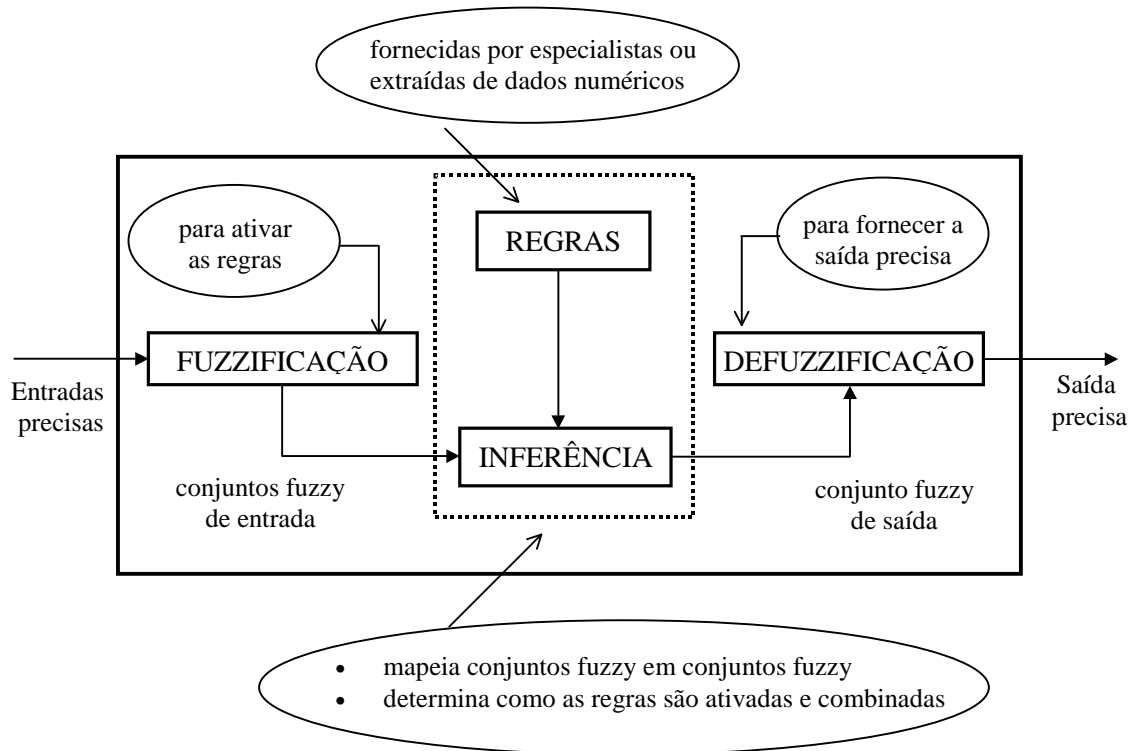 fornecidas por especialistas ou
extraídas de dados numéricos
para ativar
as regras
REGRAS
para fornecer a
saída precisa
FUZZIFICAÇÃO
DEFUZZIFICAÇÃO
Entradas
precisas
Saída
precisa
INFERÊNCIA
conjuntos fuzzy
de entrada
conjunto fuzzy
de saída
• mapeia conjuntos fuzzy em conjuntos fuzzy
• determina como as regras são ativadas e combinadas